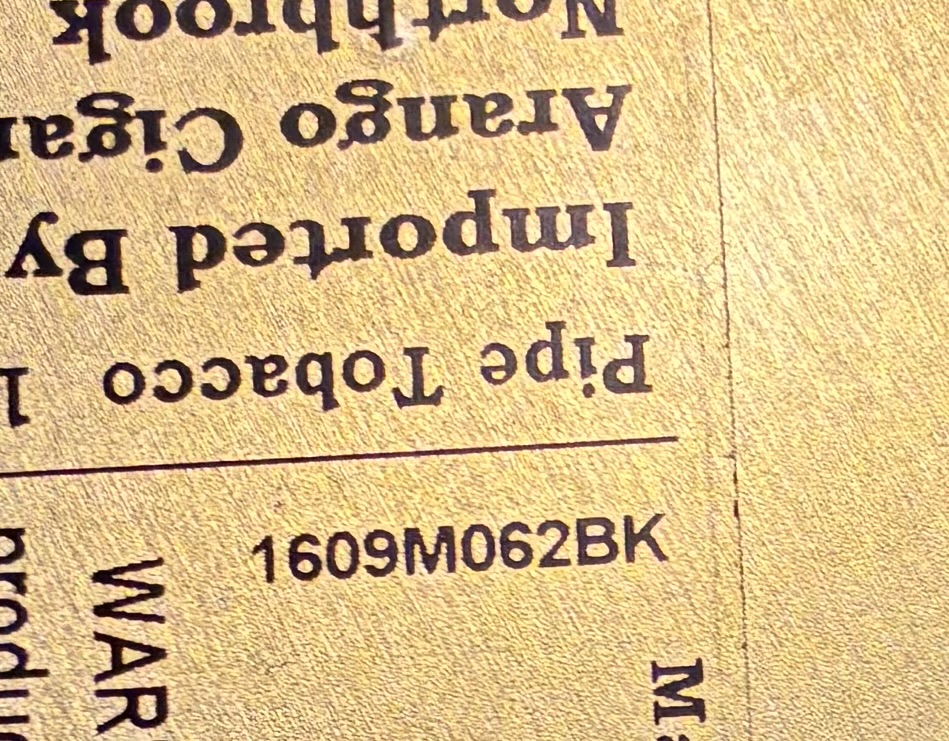 Pipe Tobacco
Imported By
Arango Cigar
Northbrook
1609M062BK
WAR